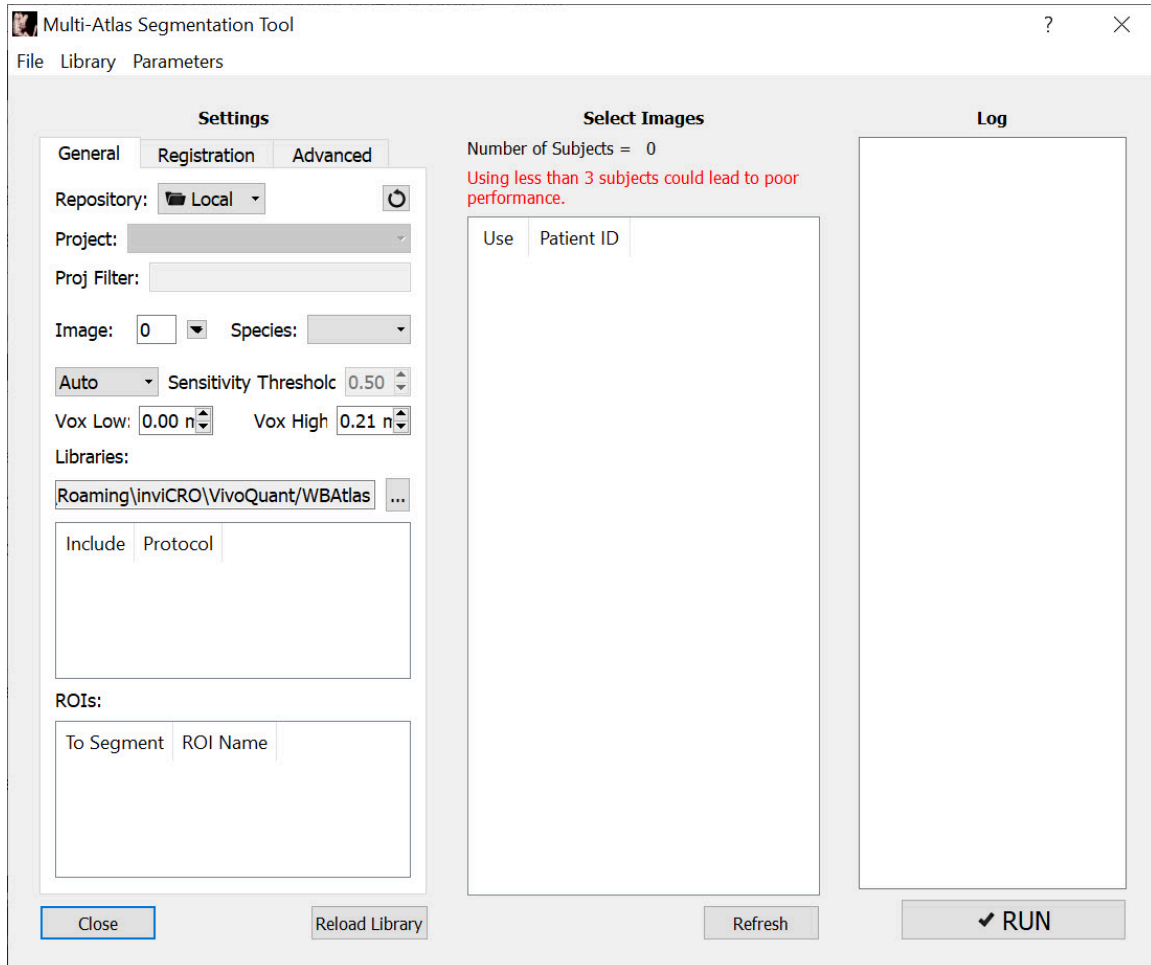 Multi-Atlas Segmentation Tool
?
File Library Parameters
Settings
General Registration Advanced
Repository: Local
Project:
Proj Filter:
Image: 0 Species:
Auto Sensitivity Thresholc 0.50
Vox Low: 0.00 n Vox High 0.21 n
Libraries:
Roaming\inviCRO\VivoQuant/WBAtlas ...
Include Protocol
ROIs:
To Segment ROI Name
Close Reload Library
Select Images
Number of Subjects = 0
Using less than 3 subjects could lead to poor
performance.
Use Patient ID
Refresh
Log
RUN